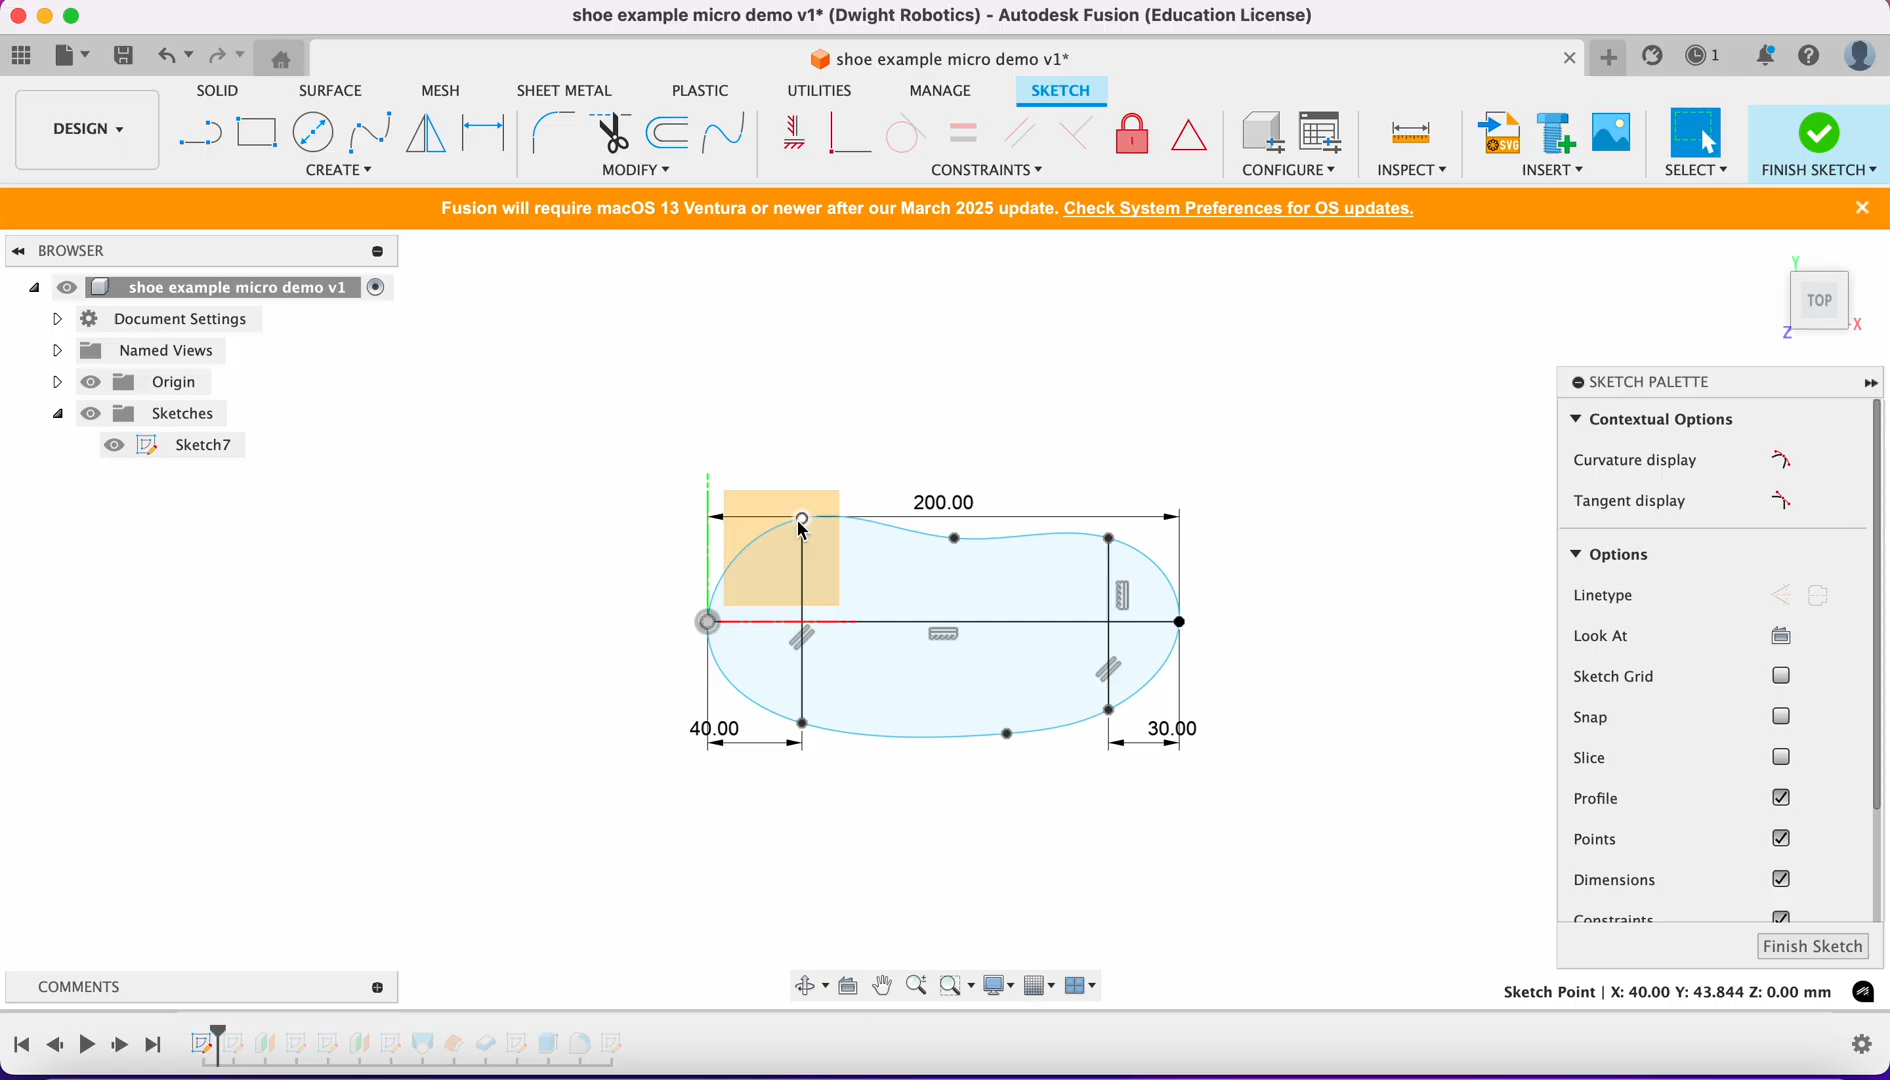 shoe example micro demo v1* (Dwight Robotics) - Autodesk Fusion (Education License)
shoe example micro demo v1*
1
SOLID
SURFACE
MESH
SHEET METAL
PLASTIC
UTILITIES
MANAGE
SKETCH
DESIGN
SVG
CREATE
MODIFY
CONSTRAINTS
CONFIGURE
INSPECT
INSERT
SELECT
FINISH SKETCH
Fusion will require macOS 13 Ventura or newer after our March 2025 update. Check System Preferences for OS updates.
BROWSER
shoe example micro demo v1
Document Settings
Named Views
Origin
Sketches
Sketch7
Y
TOP
X
Z
200.00
40.00
30.00
SKETCH PALETTE
Contextual Options
Curvature display
Tangent display
Options
Linetype
Look At
Sketch Grid
Snap
Slice
Profile
Points
Dimensions
Constraints
Finish Sketch
COMMENTS
Sketch Point | X: 40.00 Y: 43.844 Z: 0.00 mm